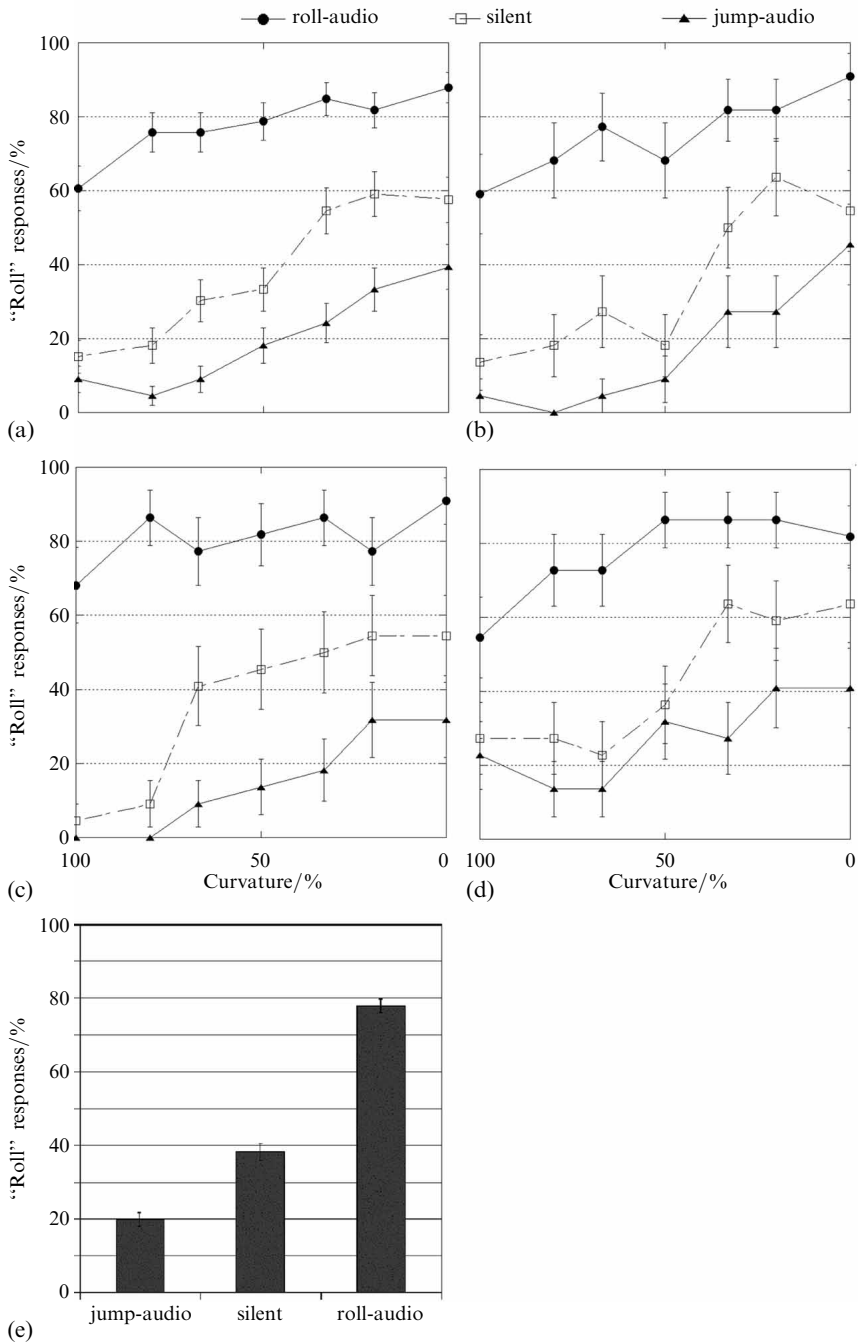 roll-audio silent jump-audio
100
80
60
40
20
0
“Roll” responses/%
(a)
(b)
100
80
60
40
20
0
“Roll” responses/%
100 50 0
Curvature/%
(c)
100 50 0
Curvature/%
(d)
100
80
60
40
20
0
“Roll” responses/%
jump-audio silent roll-audio
(e)